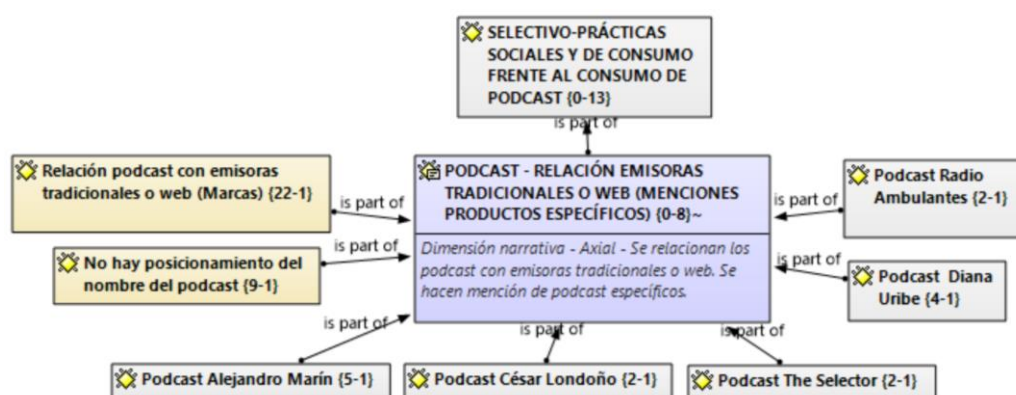 SELECTIVO-PRÁCTICAS
SOCIALES Y DE CONSUMO
FRENTE AL CONSUMO DE
PODCAST {0-13}
is part of
Relación podcast con emisoras
tradicionales o web (Marcas) {22-1}
is part of
PODCAST - RELACIÓN EMISORAS
TRADICIONALES O WEB (MENCIONES
PRODUCTOS ESPECÍFICOS) {0-8}~
Dimensión narrativa - Axial - Se relacionan los
podcast con emisoras tradicionales o web. Se
hacen mención de podcast específicos.
is part of
Podcast Radio
Ambulantes {2-1}
No hay posicionamiento del
nombre del podcast {9-1}
is part of
is part of
Podcast Diana
Uribe {4-1}
is part of
is part of
is part of
Podcast Alejandro Marín {5-1}
Podcast César Londoño {2-1}
Podcast The Selector {2-1}